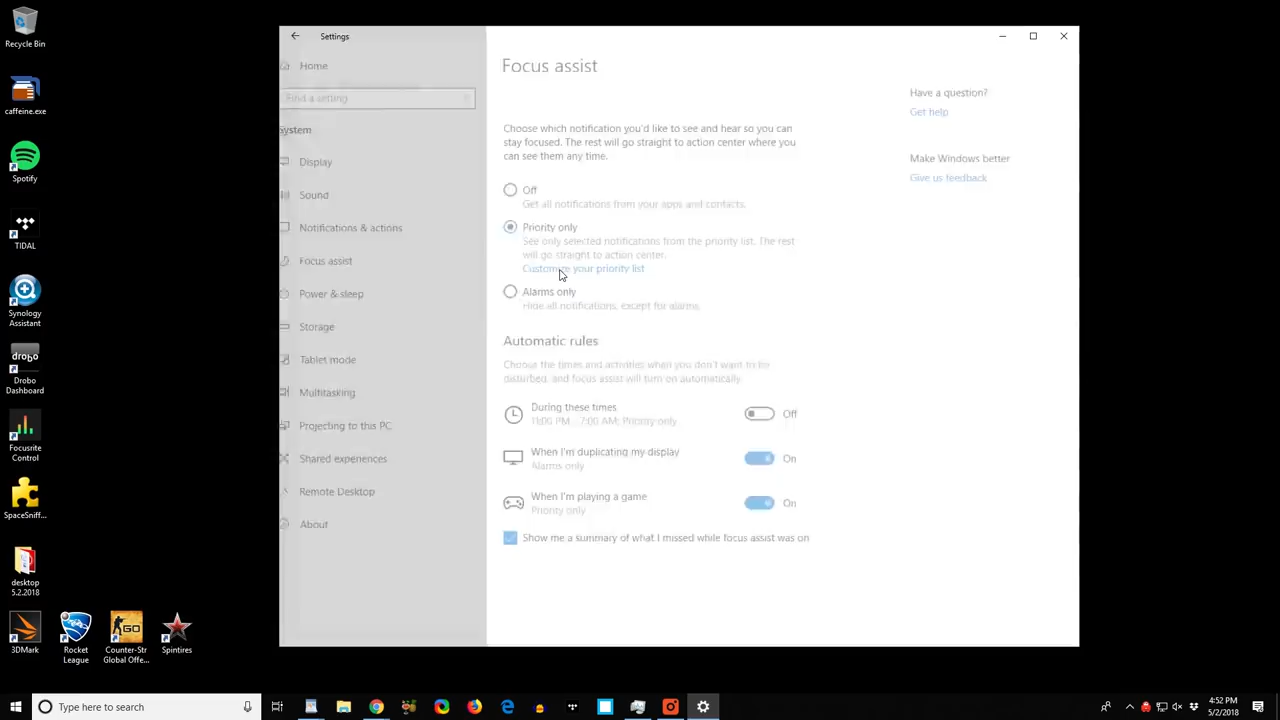 Recycle Bin
caffeine.exe
Spotify
TIDAL
Synology
Assistant
drobo
Drobo
Dashboard
Focusrite
Control
SpaceSniff...
desktop
5.2.2018
3DMark
Rocket
League
GO
Counter-Str
Global Offe...
Spintires
Settings
Home
Find a setting
System
Display
Sound
Notifications & actions
Focus assist
Power & sleep
Storage
Tablet mode
Multitasking
Projecting to this PC
Shared experiences
Remote Desktop
About
Focus assist
Choose which notification you'd like to see and hear so you can
stay focused. The rest will go straight to action center where you
can see them any time.
Off
Get all notifications from your apps and contacts.
Priority only
See only selected notifications from the priority list. The rest
will go straight to action center.
Customize your priority list
Alarms only
Hide all notifications, except for alarms.
Automatic rules
Choose the times and activities when you don't want to be
disturbed, and focus assist will turn on automatically.
During these times
11:00 PM - 7:00 AM; Priority only
Off
When I'm duplicating my display
Alarms only
On
When I'm playing a game
Priority only
On
Show me a summary of what I missed while focus assist was on
Have a question?
Get help
Make Windows better
Give us feedback
Type here to search
4:52 PM
5/2/2018